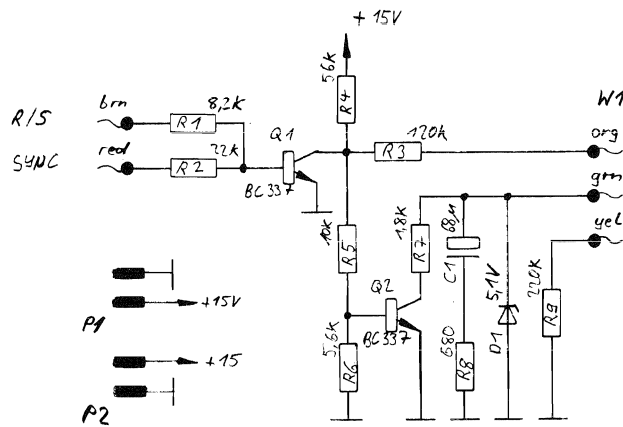 + 15V
56k
R4
W1
R/S
brn
8,2k
R1
Q1
120k
R3
org
SYNC
red
22k
R2
BC337
grn
10k
R5
1,8k
R7
68µ
C1
5,1V
D1
yel
220k
R9
Q2
BC337
P1
+15V
5,6k
R6
680
R8
+15
P2